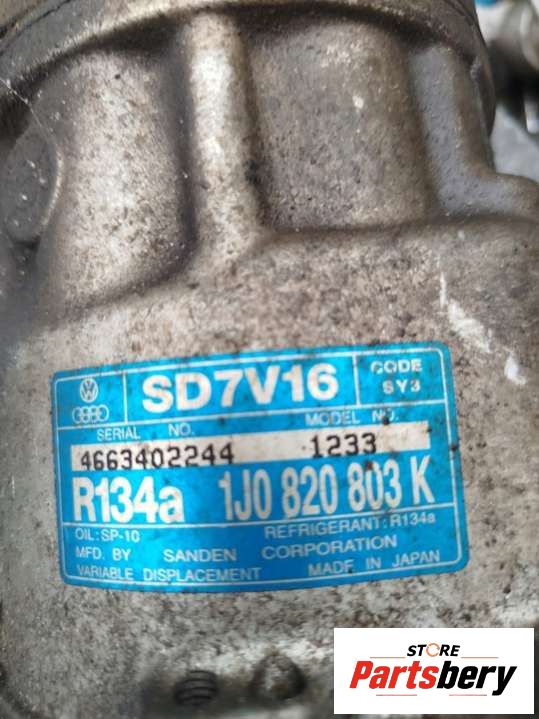 SD7V16
CODE
SY3
SERIAL NO. MODEL NO.
4663402244 1233
R134a 1J0 820 803 K
OIL:SP-10 REFRIGERANT:R134a
MFD. BY SANDEN CORPORATION
VARIABLE DISPLACEMENT MADE IN JAPAN
STORE
Partsbery